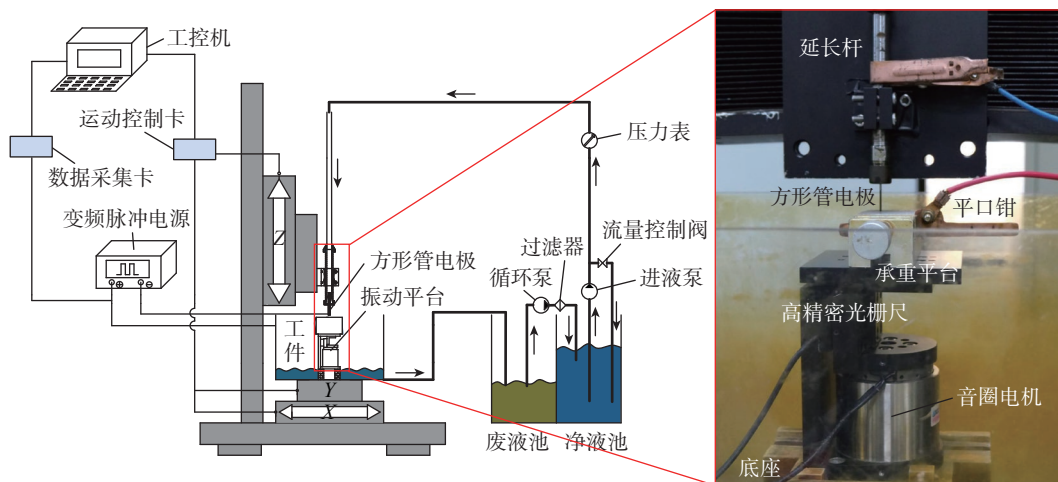 工控机
运动控制卡
数据采集卡
变频脉冲电源
Z
方形管电极
振动平台
工件
Y
X
压力表
流量控制阀
过滤器
循环泵
进液泵
废液池
净液池
延长杆
方形管电极
平口钳
承重平台
高精密光栅尺
音圈电机
底座